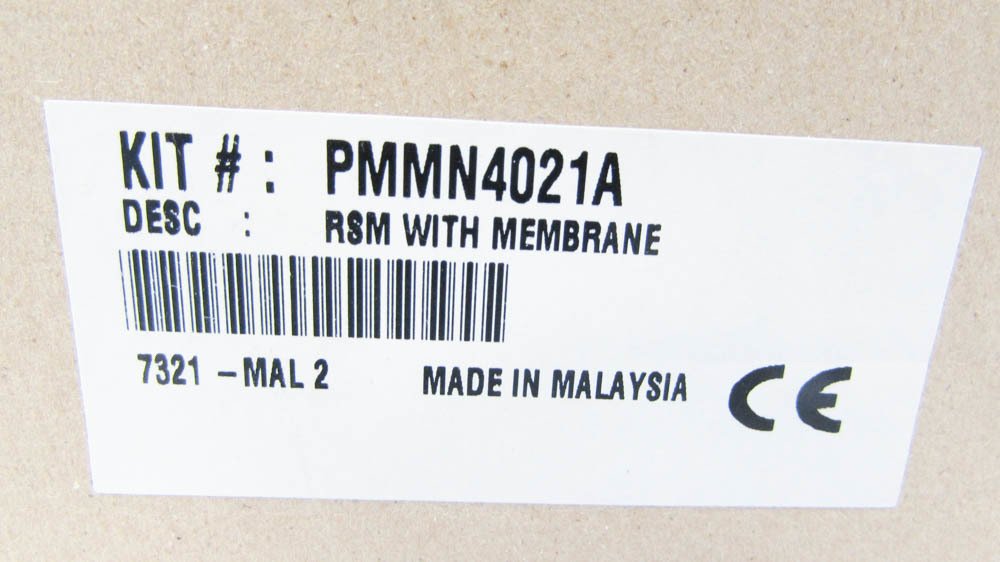 KIT # : PMMN4021A
DESC : RSM WITH MEMBRANE
7321 -MAL 2 MADE IN MALAYSIA CE